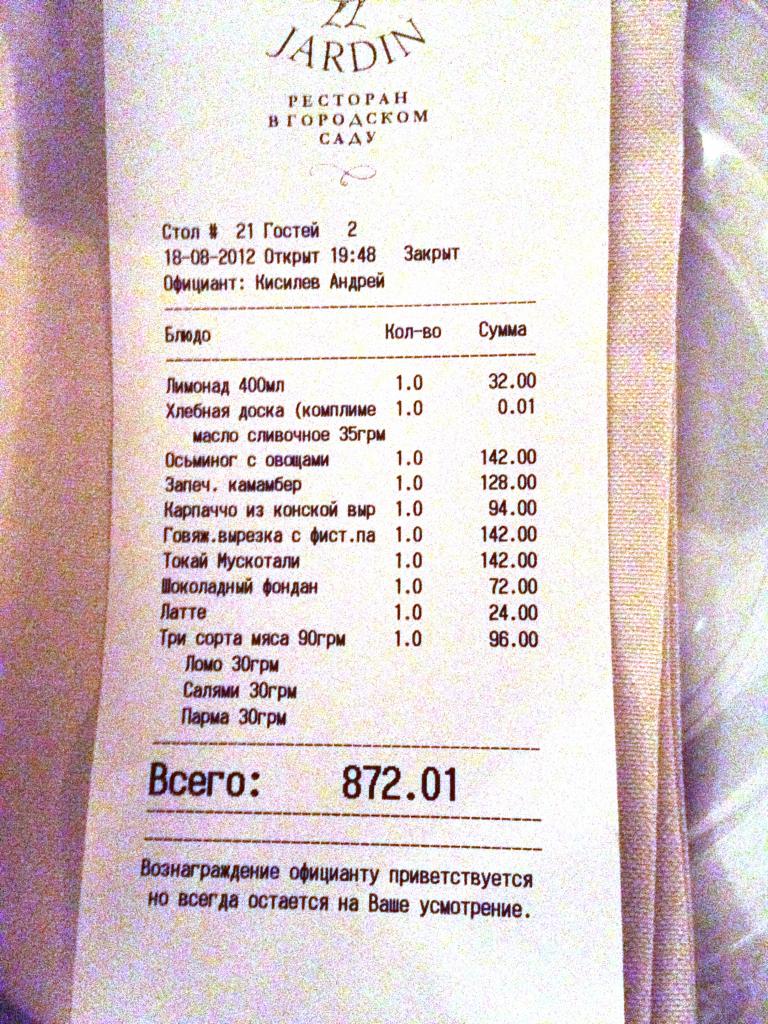 JARDIN
РЕСТОРАН
В ГОРОДСКОМ
САДУ
Стол # 21 Гостей 2
18-08-2012 Открыт 19:48 Закрыт
Официант: Кисилев Андрей
Блюдо Кол-во Сумма
Лимонад 400мл 1.0 32.00
Хлебная доска (комплиме 1.0 0.01
масло сливочное 35грм
Осьминог с овощами 1.0 142.00
Запеч. камамбер 1.0 128.00
Карпаччо из конской выр 1.0 94.00
Говяж.вырезка с фист.па 1.0 142.00
Токай Мускотали 1.0 142.00
Шоколадный фондан 1.0 72.00
Латте 1.0 24.00
Три сорта мяса 90грм 1.0 96.00
Ломо 30грм
Салями 30грм
Парма 30грм
Всего: 872.01
Вознаграждение официанту приветствуется
но всегда остается на Ваше усмотрение.